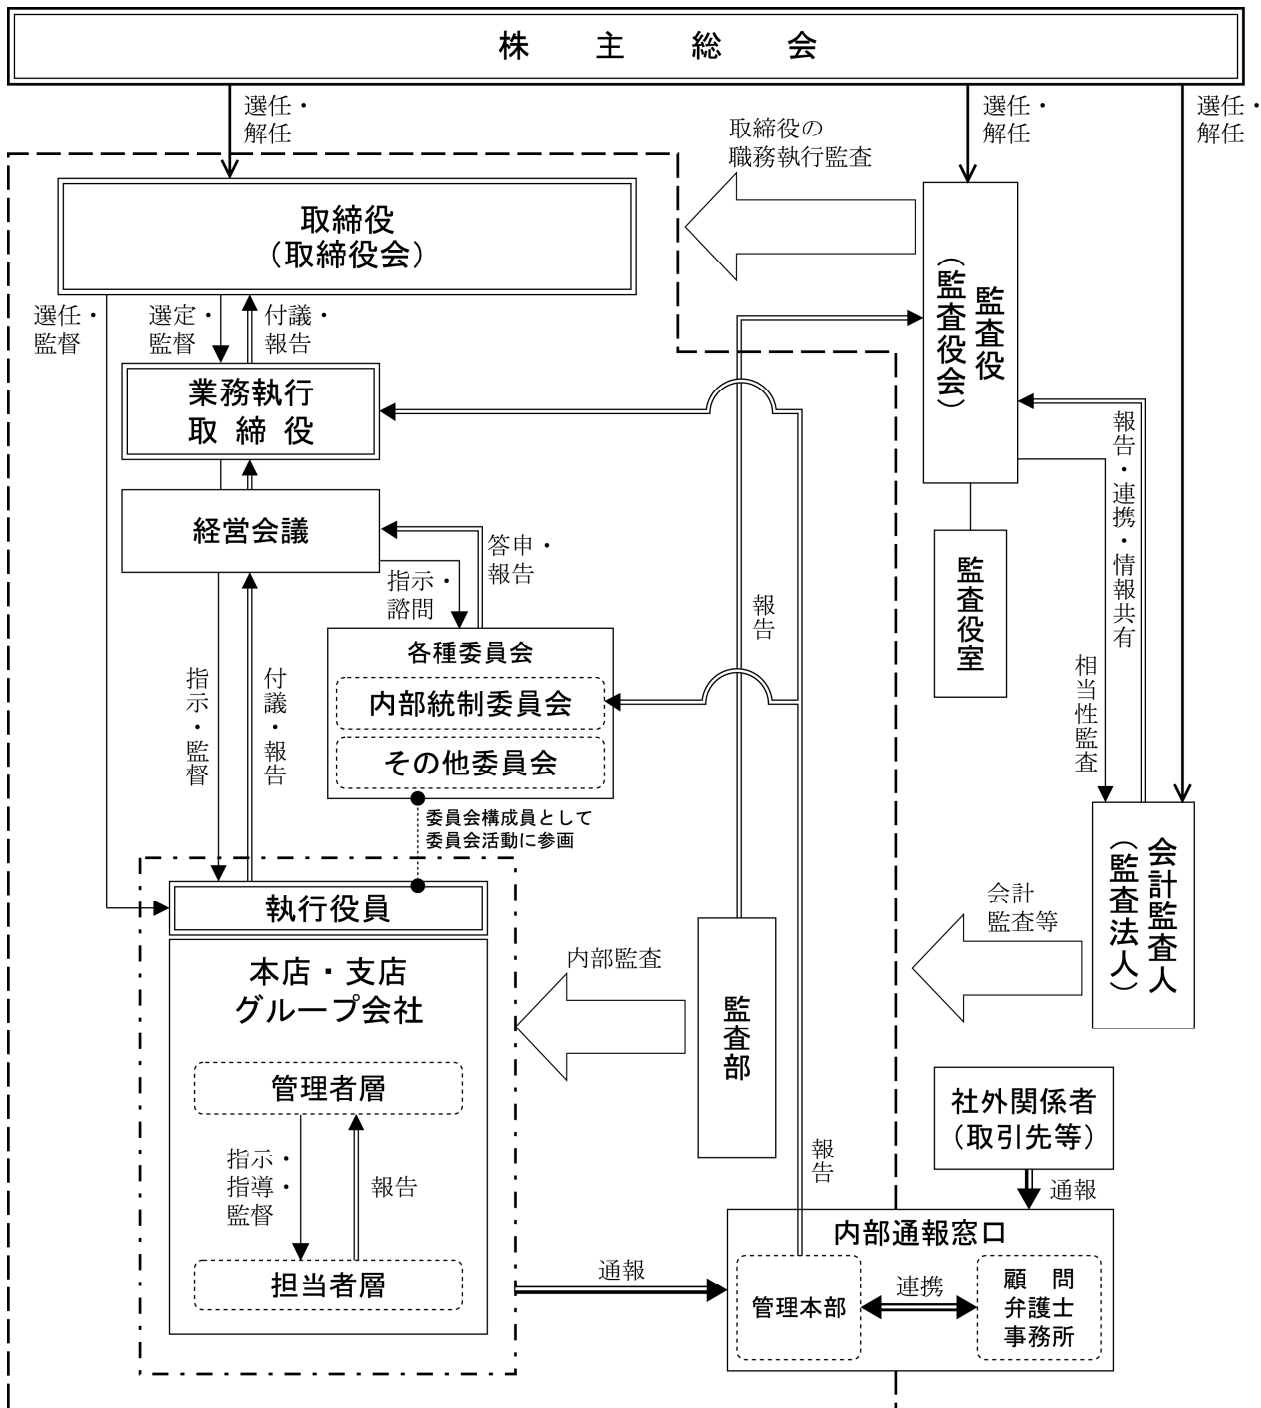 株主総会
選任・
解任
選任・
解任
選任・
解任
取締役の
職務執行監査
取締役
（取締役会）
監査役
（監査役会）
選任・
監督
選定・
監督
付議・
報告
業務執行
取締役
経営会議
答申・
報告
指示・
諮問
報告・連携・情報共有
監査役室
報告
相当性監査
各種委員会
内部統制委員会
その他委員会
指示・監督
付議・報告
委員会構成員として
委員会活動に参画
執行役員
会計監査人
（監査法人）
会計
監査等
本店・支店
グループ会社
内部監査
監査部
管理者層
指示・
指導・
監督
報告
担当者層
社外関係者
（取引先等）
通報
報告
通報
内部通報窓口
管理本部
連携
顧問
弁護士
事務所